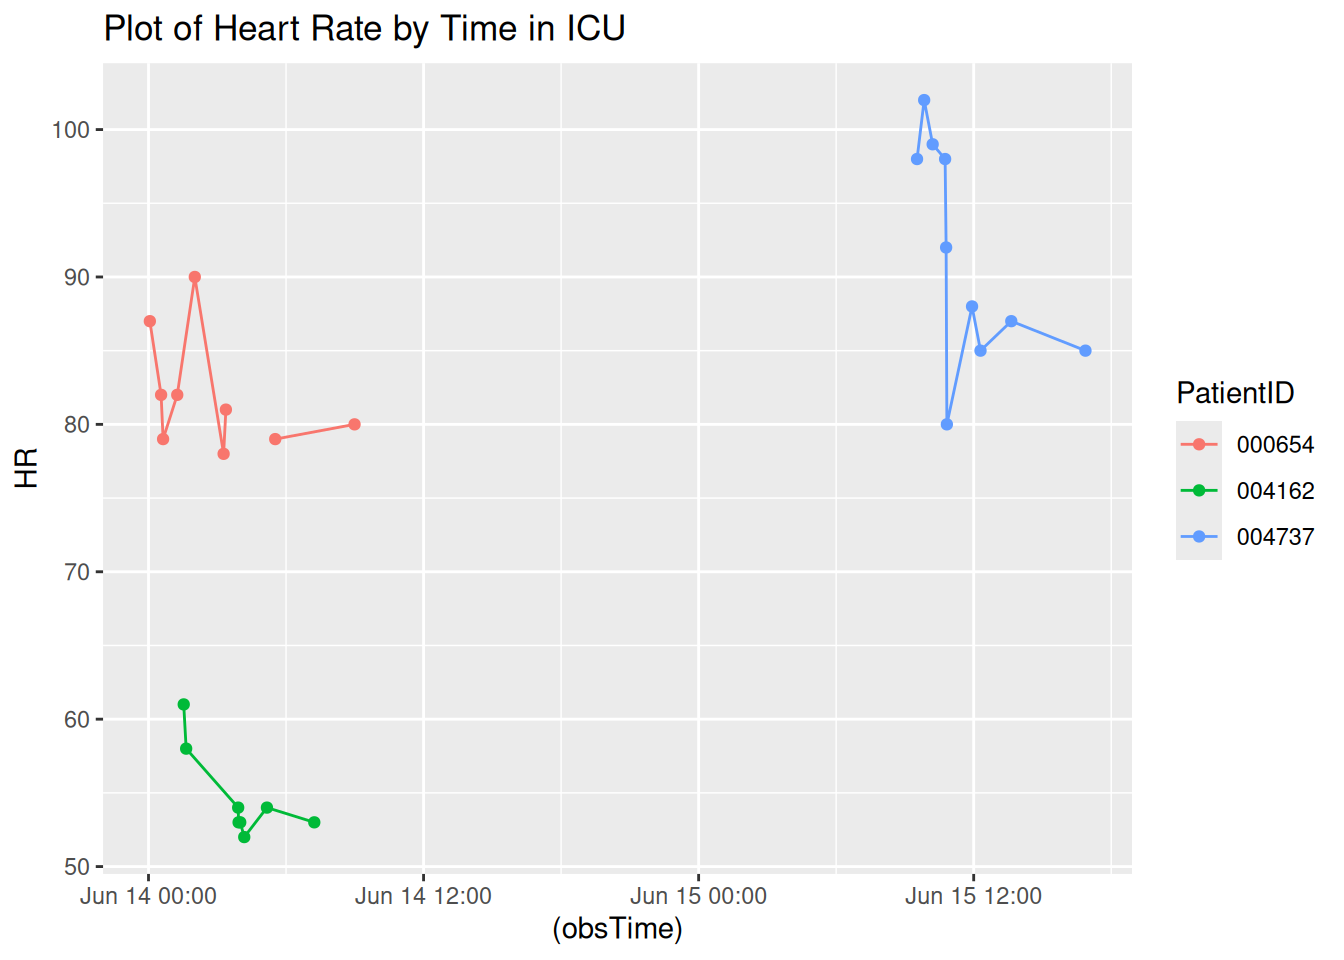 Plot of Heart Rate by Time in ICU
100
90
80
70
60
50
HR
Jun 14 00:00
Jun 14 12:00
Jun 15 00:00
Jun 15 12:00
(obsTime)
PatientID
000654
004162
004737